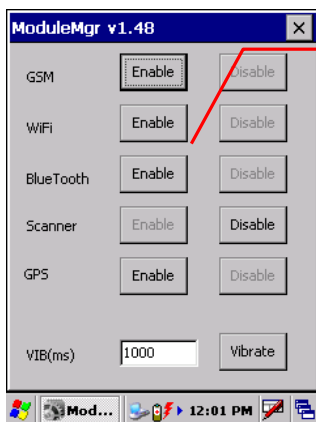 ModuleMgr v1.48
GSM Enable Disable
WiFi Enable Disable
BlueTooth Enable Disable
Scanner Enable Disable
GPS Enable Disable
VIB(ms) 1000 Vibrate
Mod... 12:01 PM